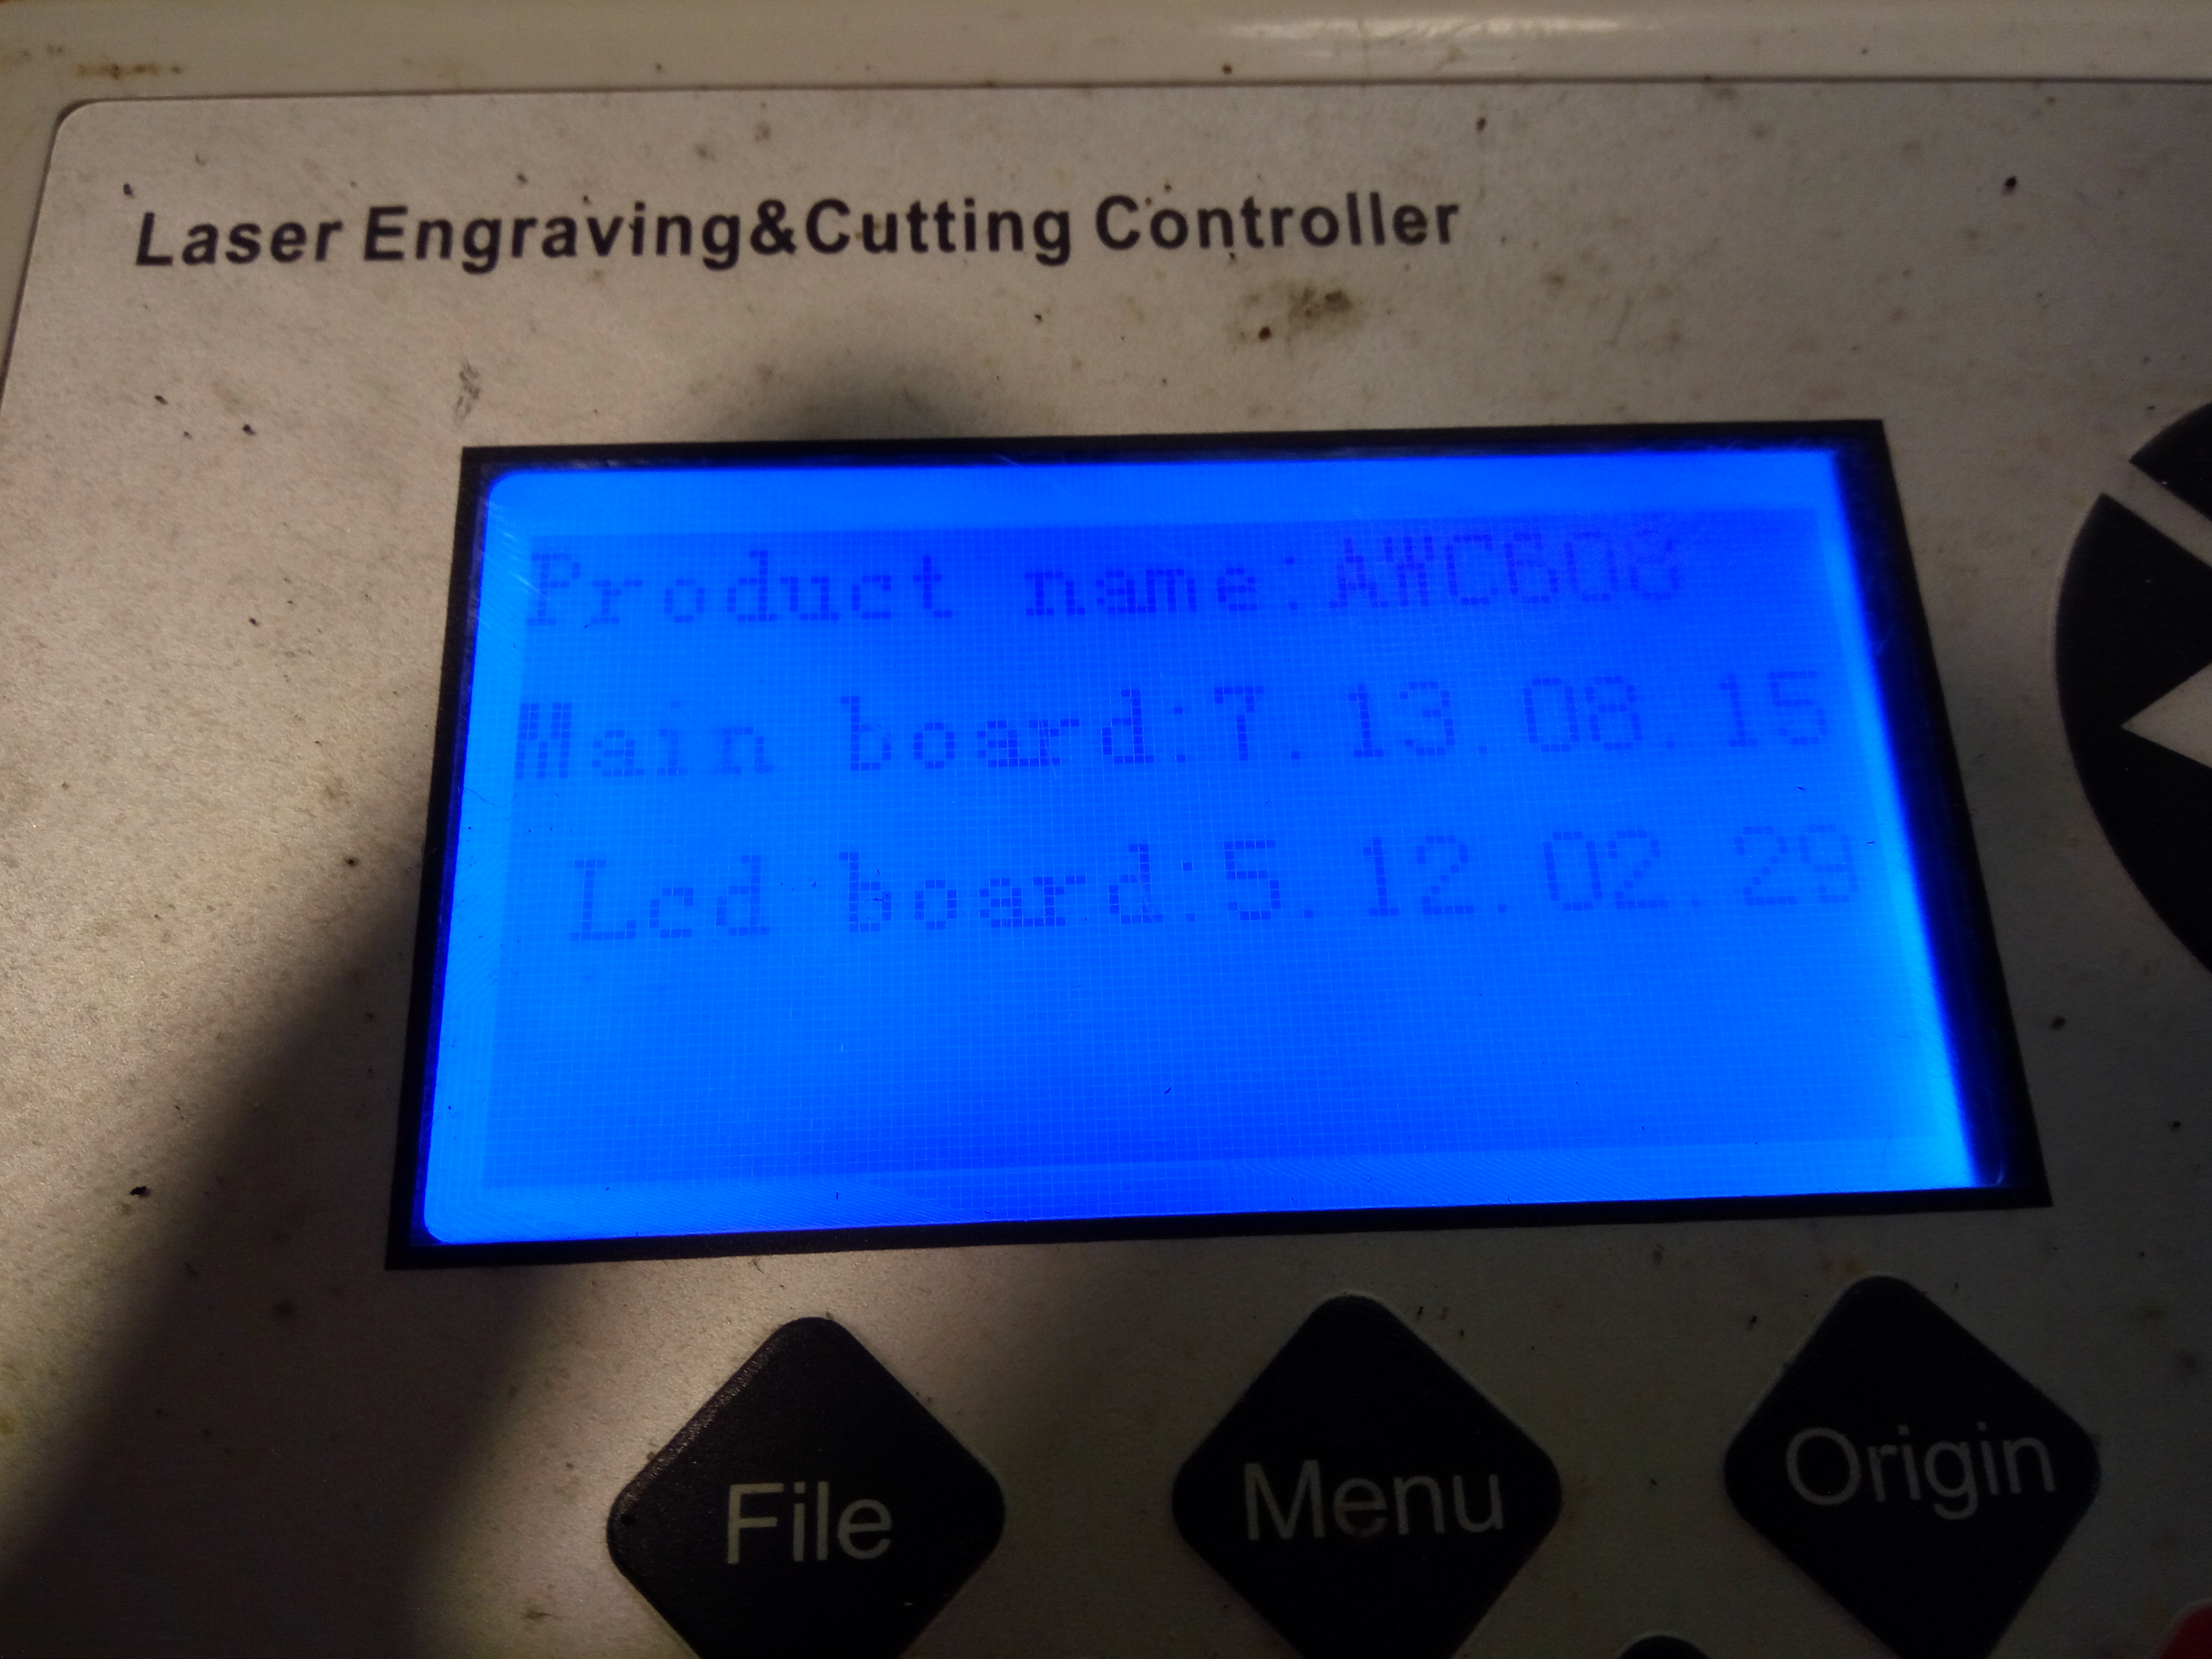 Laser Engraving&Cutting Controller
Product name:AWC608
Main board:7.13.08.15
Lcd board:5.12.02.29
File
Menu
Origin